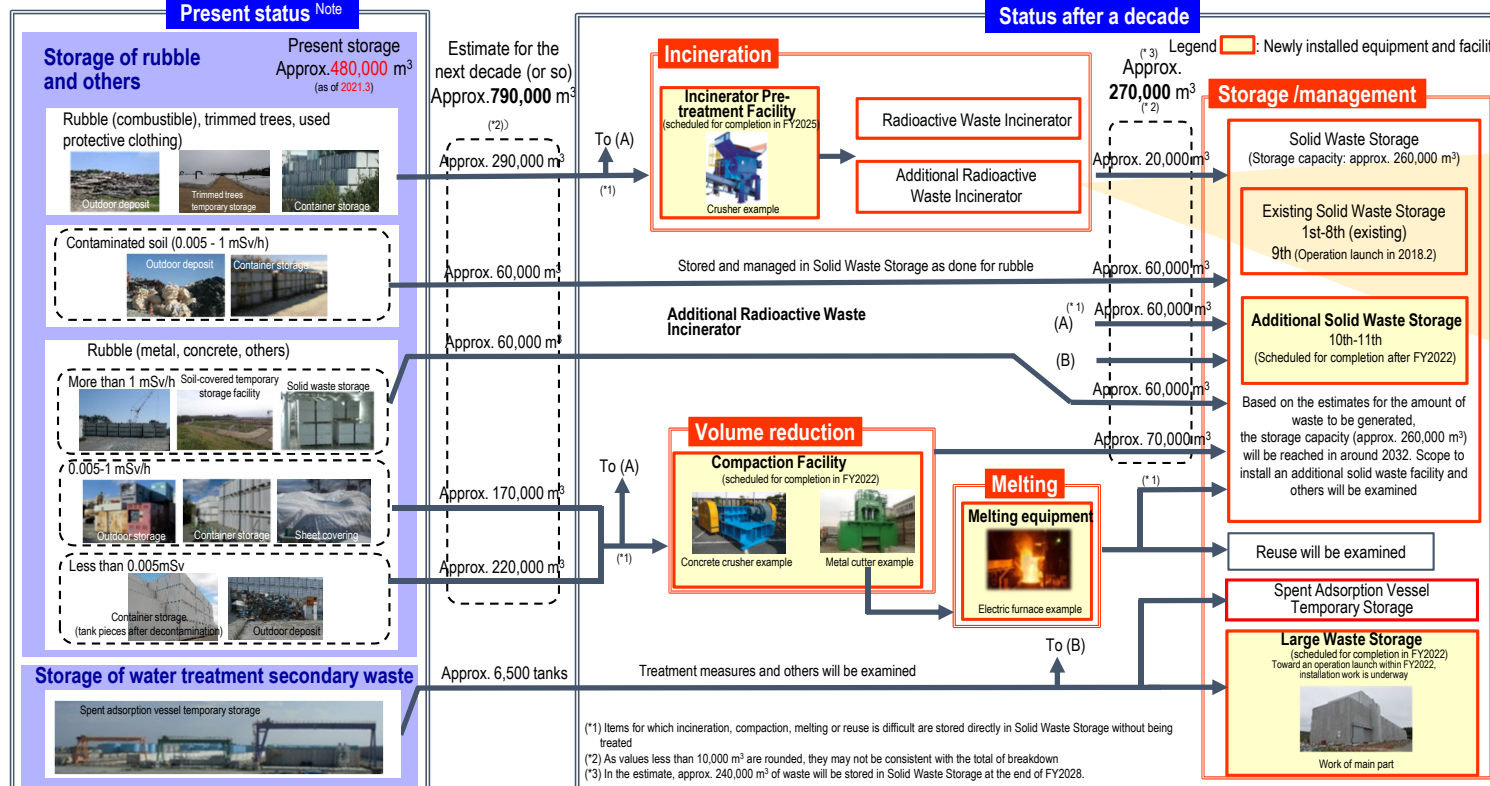 Present status Note
Storage of rubble
and others
Present storage
Approx.480,000 m3
(as of 2021.3)
Rubble (combustible), trimmed trees, used
protective clothing)
Outdoor deposit
Trimmed trees
temporary storage
Container storage
Contaminated soil (0.005 - 1 mSv/h)
Outdoor deposit
Container storage
Rubble (metal, concrete, others)
More than 1 mSv/h
Soil-covered temporary
storage facility
Solid waste storage
0.005-1 mSv/h
Outdoor storage
Container storage
Sheet covering
Less than 0.005mSv
Container storage
(tank pieces after decontamination)
Outdoor deposit
Storage of water treatment secondary waste
Spent adsorption vessel temporary storage
Estimate for the
next decade (or so)
Approx.790,000 m3
(*2)
Approx. 290,000 m3
Approx. 60,000 m3
Approx. 60,000 m3
Approx. 170,000 m3
Approx. 220,000 m3
Approx. 6,500 tanks
Status after a decade
Legend : Newly installed equipment and facilit
To (A)
(*1)
Incineration
Incinerator Pre-
treatment Facility
(scheduled for completion in FY2025)
Crusher example
Radioactive Waste Incinerator
Additional Radioactive
Waste Incinerator
Stored and managed in Solid Waste Storage as done for rubble
Additional Radioactive Waste
Incinerator
To (A)
(*1)
Volume reduction
Compaction Facility
(scheduled for completion in FY2022)
Concrete crusher example
Metal cutter example
Melting
Melting equipment
Electric furnace example
(*1)
Treatment measures and others will be examined
To (B)
(* 3)
Approx.
270,000 m3
(* 2)
Approx. 20,000 m3
Approx. 60,000 m3
(* 1)
(A)
Approx. 60,000 m3
(B)
Approx. 60,000 m3
Approx. 70,000 m3
Storage /management
Solid Waste Storage
(Storage capacity: approx. 260,000 m3)
Existing Solid Waste Storage
1st-8th (existing)
9th (Operation launch in 2018.2)
Additional Solid Waste Storage
10th-11th
(Scheduled for completion after FY2022)
Based on the estimates for the amount of
waste to be generated,
the storage capacity (approx. 260,000 m3)
will be reached in around 2032. Scope to
install an additional solid waste facility and
others will be examined
Reuse will be examined
Spent Adsorption Vessel
Temporary Storage
Large Waste Storage
(scheduled for completion in FY2022)
Toward an operation launch within FY2022,
installation work is underway
Work of main part
(*1) Items for which incineration, compaction, melting or reuse is difficult are stored directly in Solid Waste Storage without being
treated
(*2) As values less than 10,000 m3 are rounded, they may not be consistent with the total of breakdown
(*3) In the estimate, approx. 240,000 m3 of waste will be stored in Solid Waste Storage at the end of FY2028.